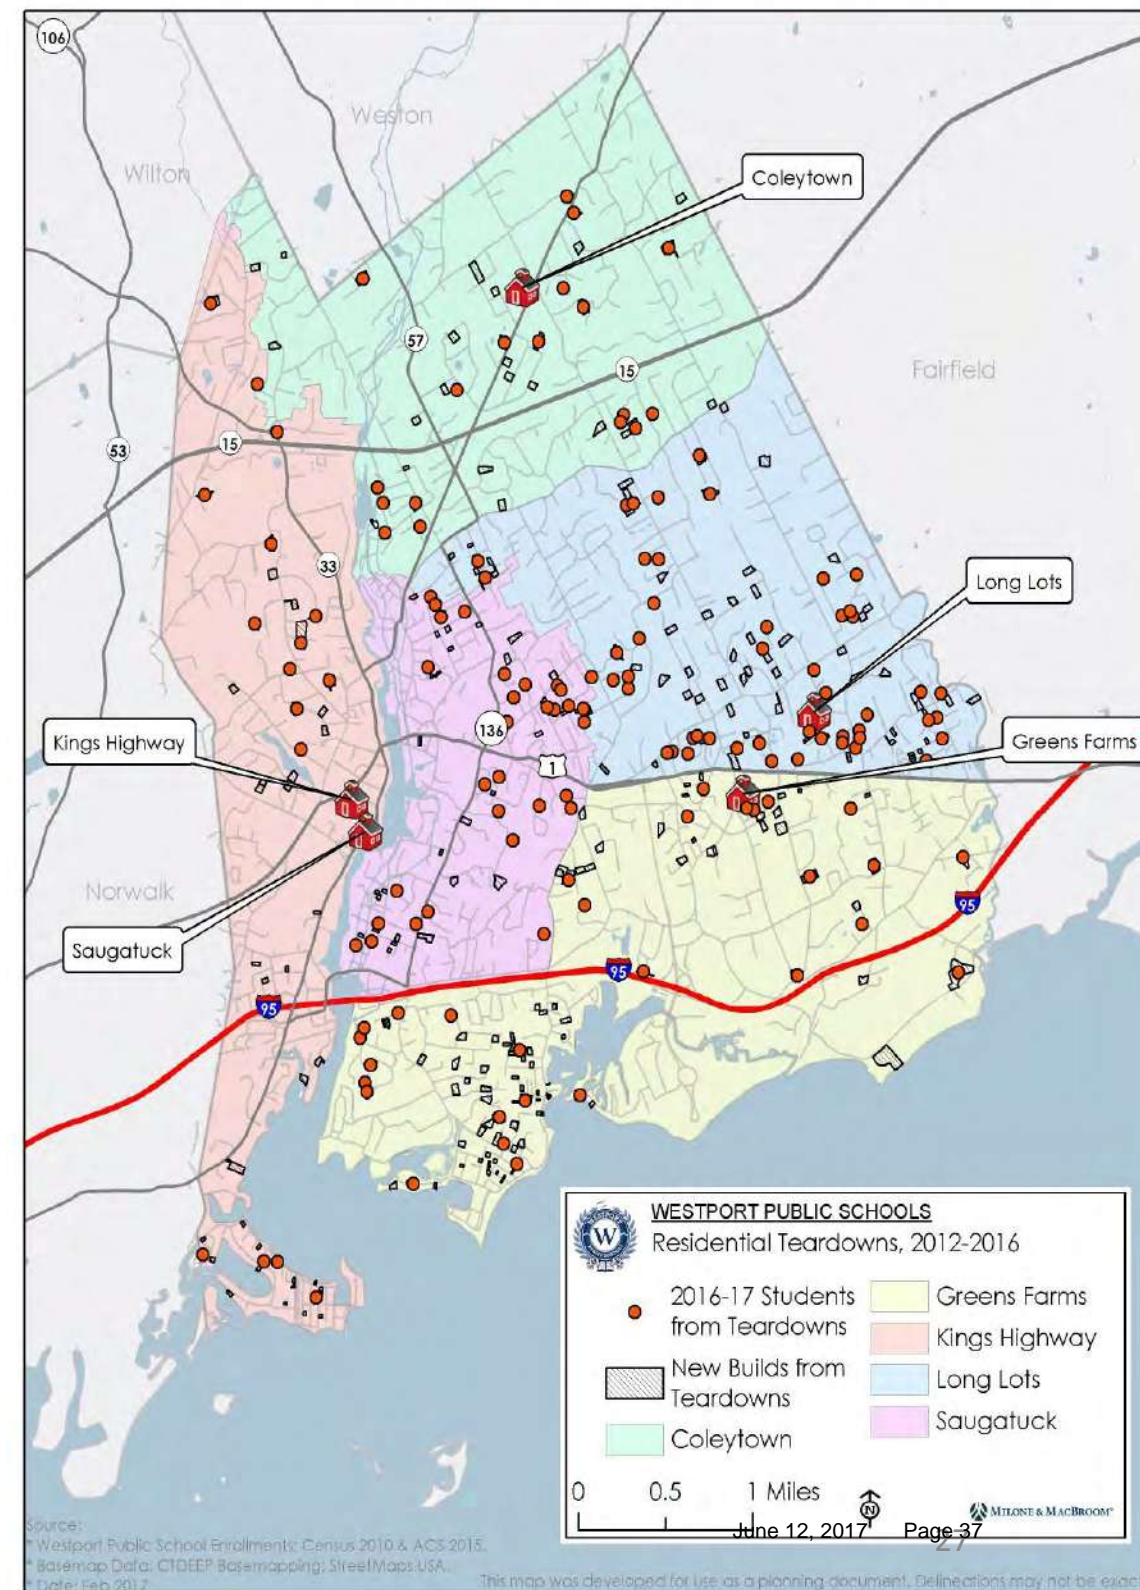 106
Weston
Wilton
Coleytown
57
15
Fairfield
53
15
33
Long Lots
Kings Highway
136
1
Greens Farms
Norwalk
95
Saugatuck
95
95
WESTPORT PUBLIC SCHOOLS
Residential Teardowns, 2012-2016
W
2016-17 Students
from Teardowns
New Builds from
Teardowns
Coleytown
Greens Farms
Kings Highway
Long Lots
Saugatuck
0 0.5 1 Miles
N
MILONE & MACBROOM
June 12, 2017 Page 37
27
Source:
* Westport Public School Enrollments; Census 2010 & ACS 2015.
* Basemap Data: CTDEEP Basemapping; StreetMaps USA.
* Date: Feb 2017
This map was developed for use as a planning document. Delineations may not be exac